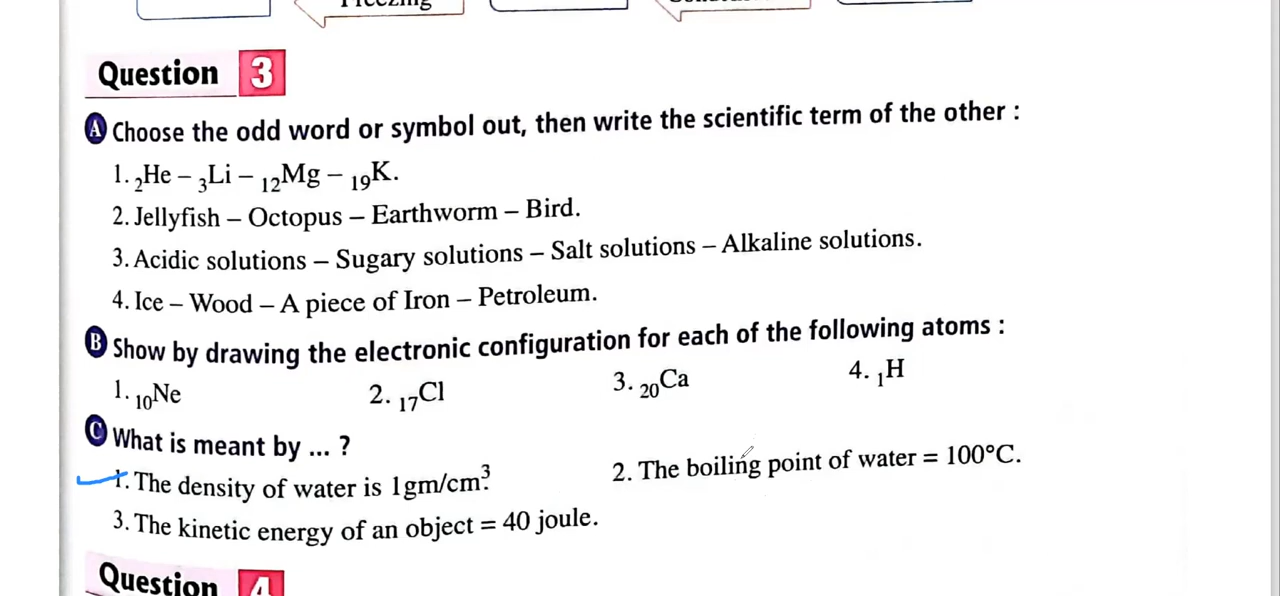 Freezing
Question 3
A Choose the odd word or symbol out, then write the scientific term of the other :
1. ₂He – ₃Li – ₁₂Mg – ₁₉K.
2. Jellyfish – Octopus – Earthworm – Bird.
3. Acidic solutions – Sugary solutions – Salt solutions – Alkaline solutions.
4. Ice – Wood – A piece of Iron – Petroleum.
B Show by drawing the electronic configuration for each of the following atoms :
1. ₁₀Ne 2. ₁₇Cl 3. ₂₀Ca 4. ₁H
C What is meant by ... ?
1. The density of water is 1gm/cm³. 2. The boiling point of water = 100°C.
3. The kinetic energy of an object = 40 joule.
Question 4